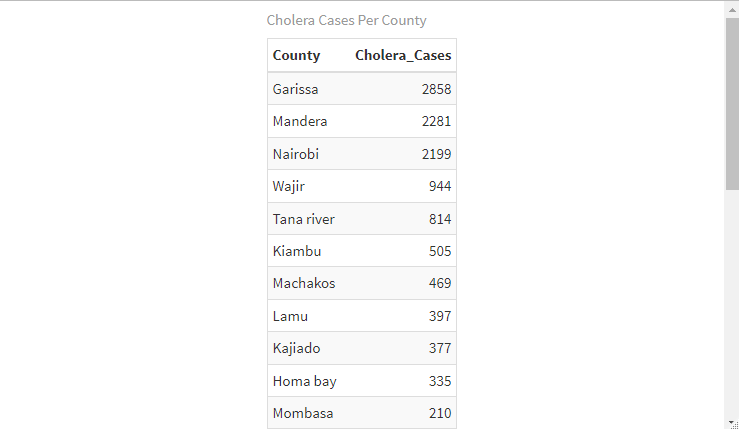 Cholera Cases Per County
County Cholera_Cases
Garissa 2858
Mandera 2281
Nairobi 2199
Wajir 944
Tana river 814
Kiambu 505
Machakos 469
Lamu 397
Kajiado 377
Homa bay 335
Mombasa 210